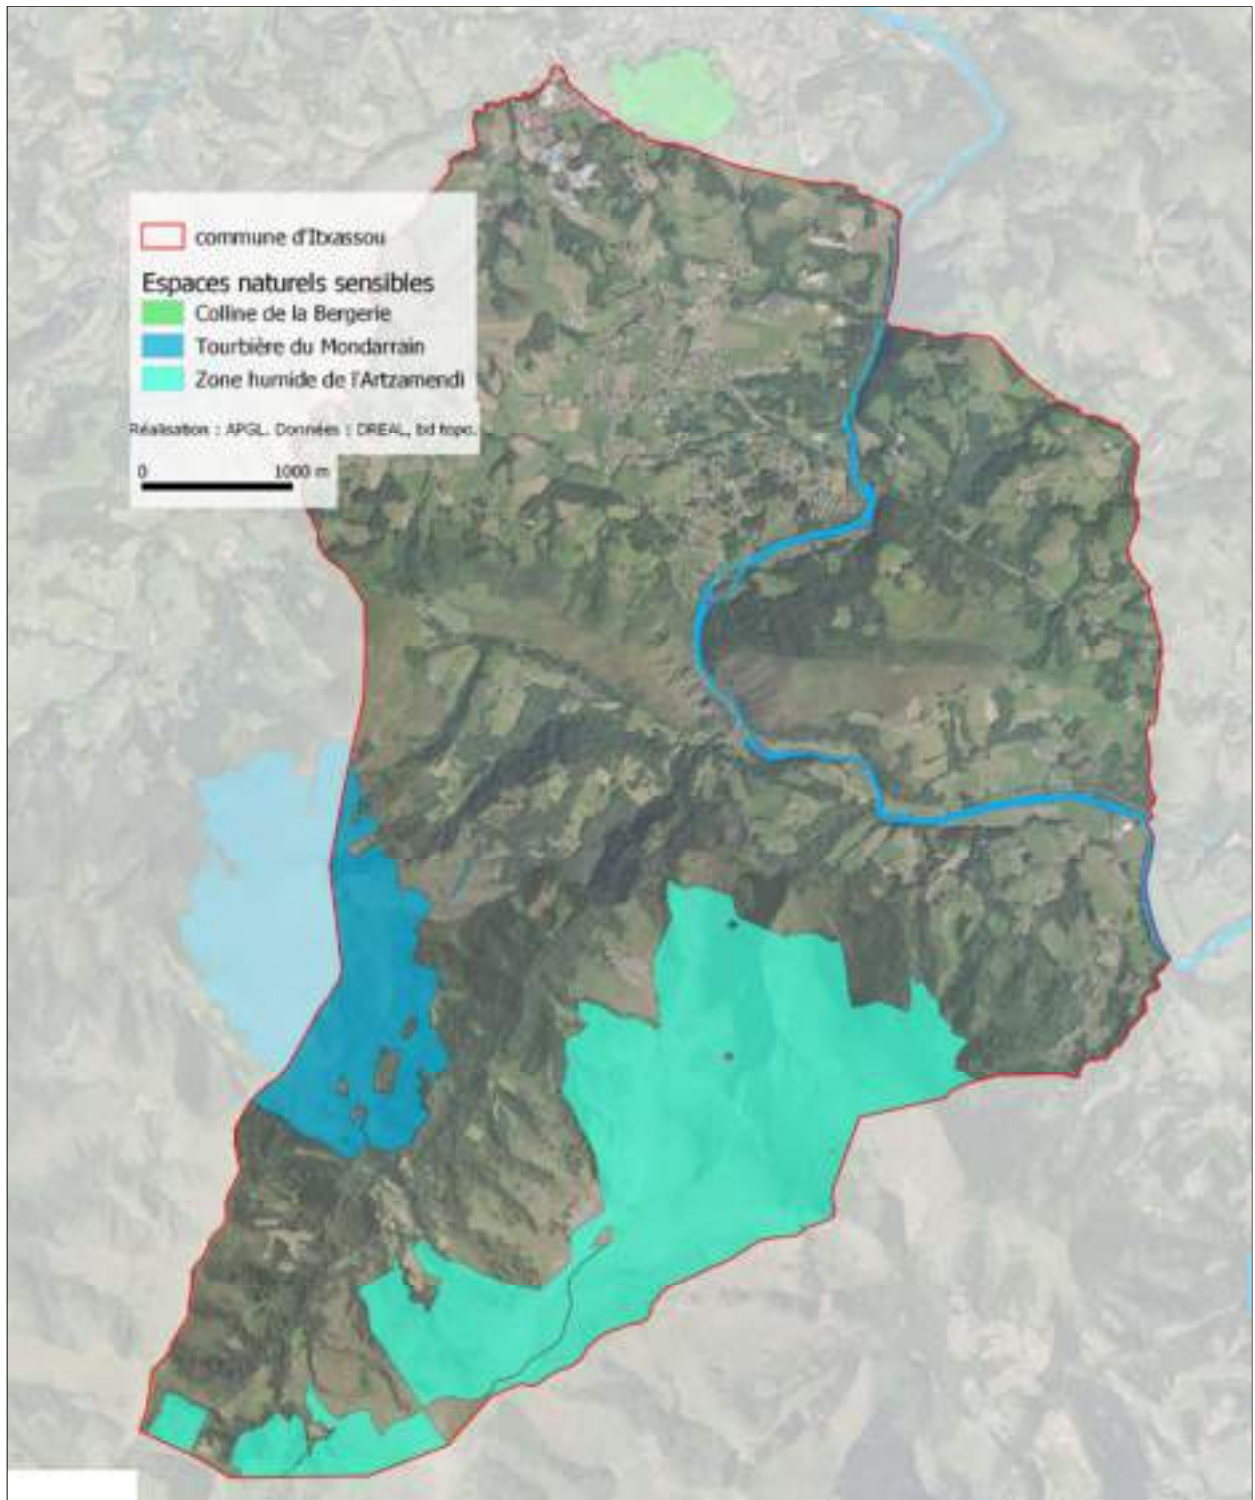 commune d'Itxassou
Espaces naturels sensibles
Colline de la Bergerie
Tourbière du Mondarrain
Zone humide de l'Artzamendi
Réalisation : APGL. Données : DREAL, bd topo.
0 1000 m